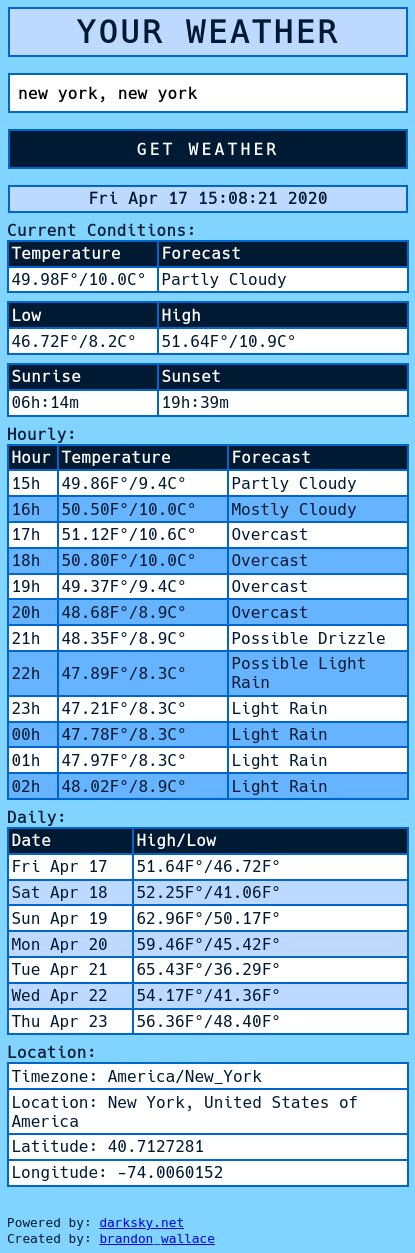 YOUR WEATHER
new york, new york
GET WEATHER
Fri Apr 17 15:08:21 2020
Current Conditions:
Temperature Forecast
49.98F°/10.0C° Partly Cloudy
Low High
46.72F°/8.2C° 51.64F°/10.9C°
Sunrise Sunset
06h:14m 19h:39m
Hourly:
Hour Temperature Forecast
15h 49.86F°/9.4C° Partly Cloudy
16h 50.50F°/10.0C° Mostly Cloudy
17h 51.12F°/10.6C° Overcast
18h 50.80F°/10.0C° Overcast
19h 49.37F°/9.4C° Overcast
20h 48.68F°/8.9C° Overcast
21h 48.35F°/8.9C° Possible Drizzle
22h 47.89F°/8.3C° Possible Light
Rain
23h 47.21F°/8.3C° Light Rain
00h 47.78F°/8.3C° Light Rain
01h 47.97F°/8.3C° Light Rain
02h 48.02F°/8.9C° Light Rain
Daily:
Date High/Low
Fri Apr 17 51.64F°/46.72F°
Sat Apr 18 52.25F°/41.06F°
Sun Apr 19 62.96F°/50.17F°
Mon Apr 20 59.46F°/45.42F°
Tue Apr 21 65.43F°/36.29F°
Wed Apr 22 54.17F°/41.36F°
Thu Apr 23 56.36F°/48.40F°
Location:
Timezone: America/New_York
Location: New York, United States of
America
Latitude: 40.7127281
Longitude: -74.0060152
Powered by: darksky.net
Created by: brandon_wallace